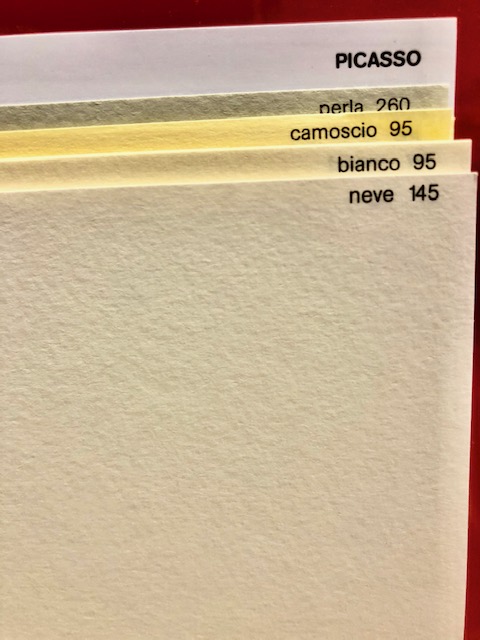 PICASSO
perla 260
camoscio 95
bianco 95
neve 145